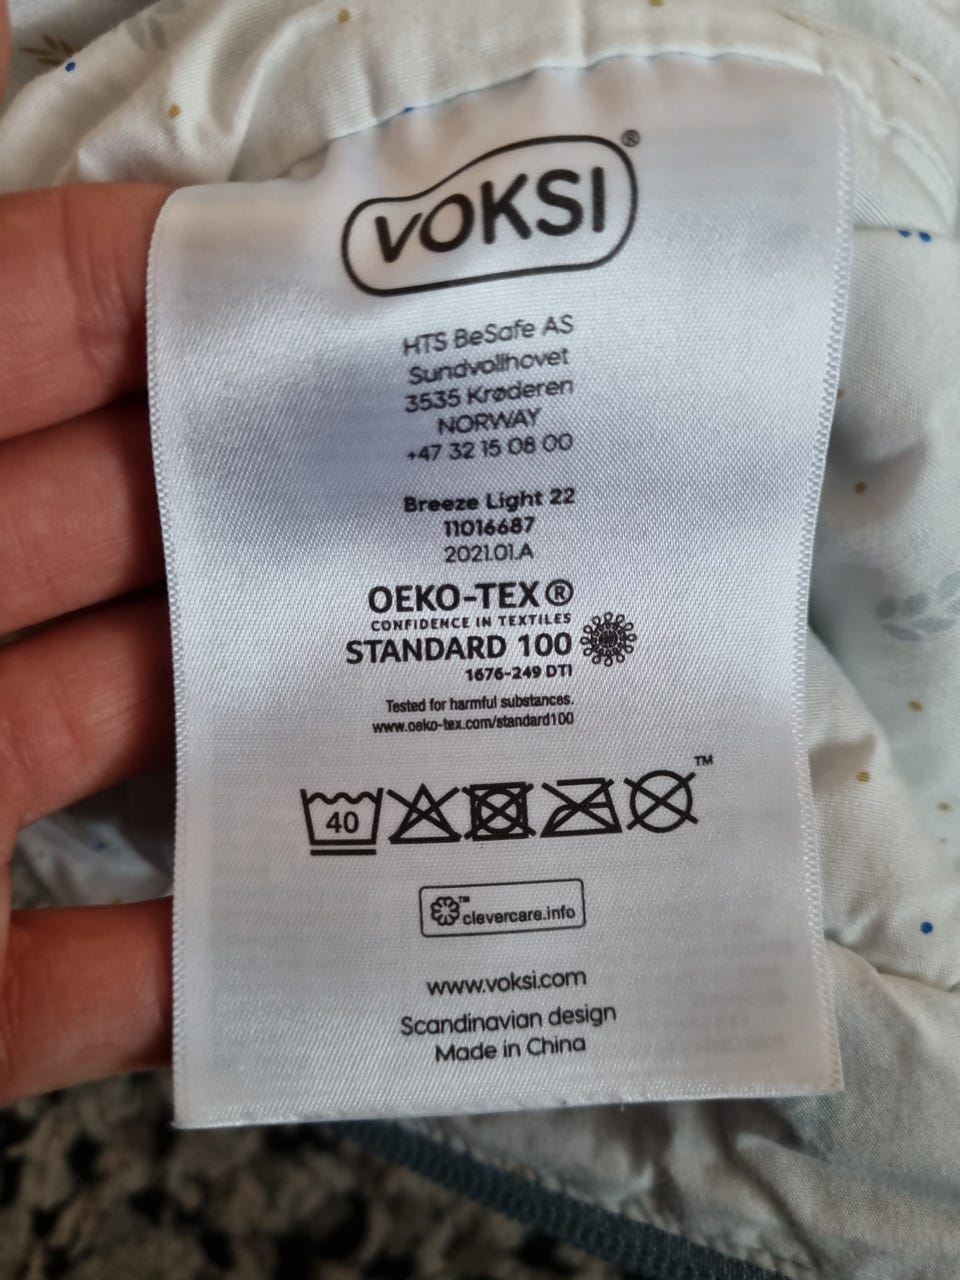 VOKSI®
HTS BeSafe AS
Sundvollhovet
3535 Krøderen
NORWAY
+47 32 15 08 00
Breeze Light 22
11016687
2021.01.A
OEKO-TEX®
CONFIDENCE IN TEXTILES
STANDARD 100
1676-249 DTI
Tested for harmful substances.
www.oeko-tex.com/standard100
40 ™
™ clevercare.info
www.voksi.com
Scandinavian design
Made in China